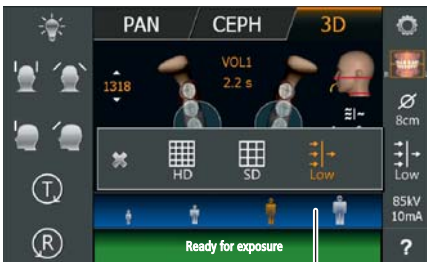 PAN CEPH 3D
VOL1
1318 2.2 s
8cm
HD SD Low Low
T
85kV
10mA
R Ready for exposure ?